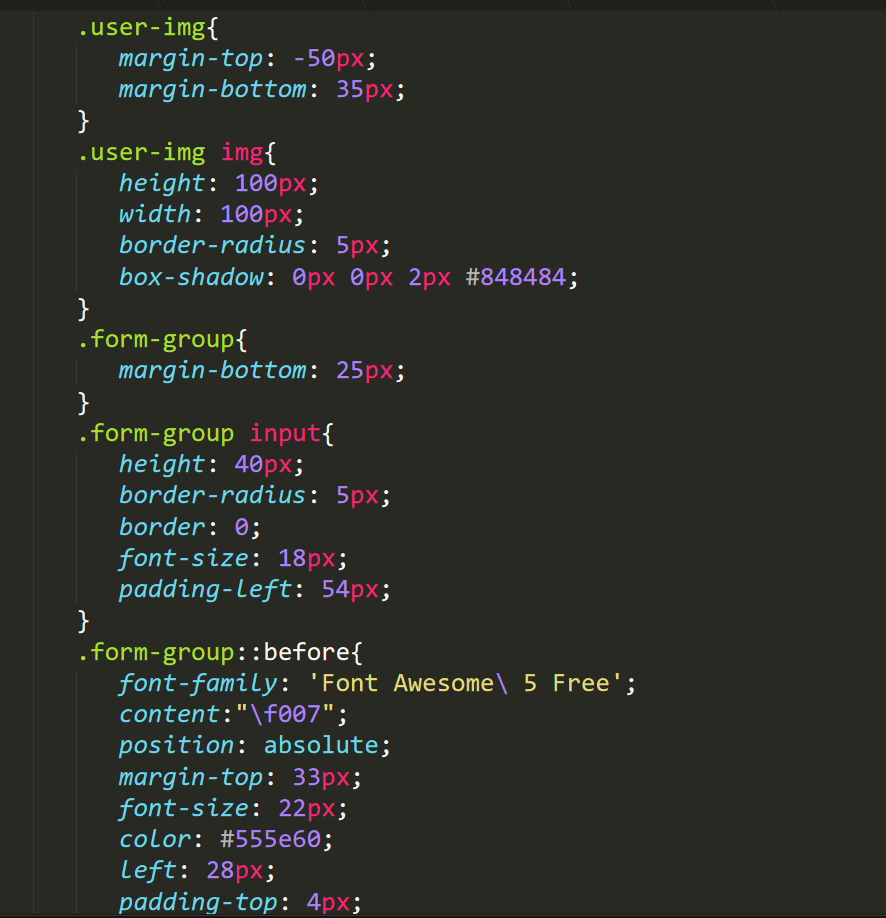 .user-img{
margin-top: -50px;
margin-bottom: 35px;
}
.user-img img{
height: 100px;
width: 100px;
border-radius: 5px;
box-shadow: 0px 0px 2px #848484;
}
.form-group{
margin-bottom: 25px;
}
.form-group input{
height: 40px;
border-radius: 5px;
border: 0;
font-size: 18px;
padding-left: 54px;
}
.form-group::before{
font-family: 'Font Awesome\ 5 Free';
content:"\f007";
position: absolute;
margin-top: 33px;
font-size: 22px;
color: #555e60;
left: 28px;
padding-top: 4px;